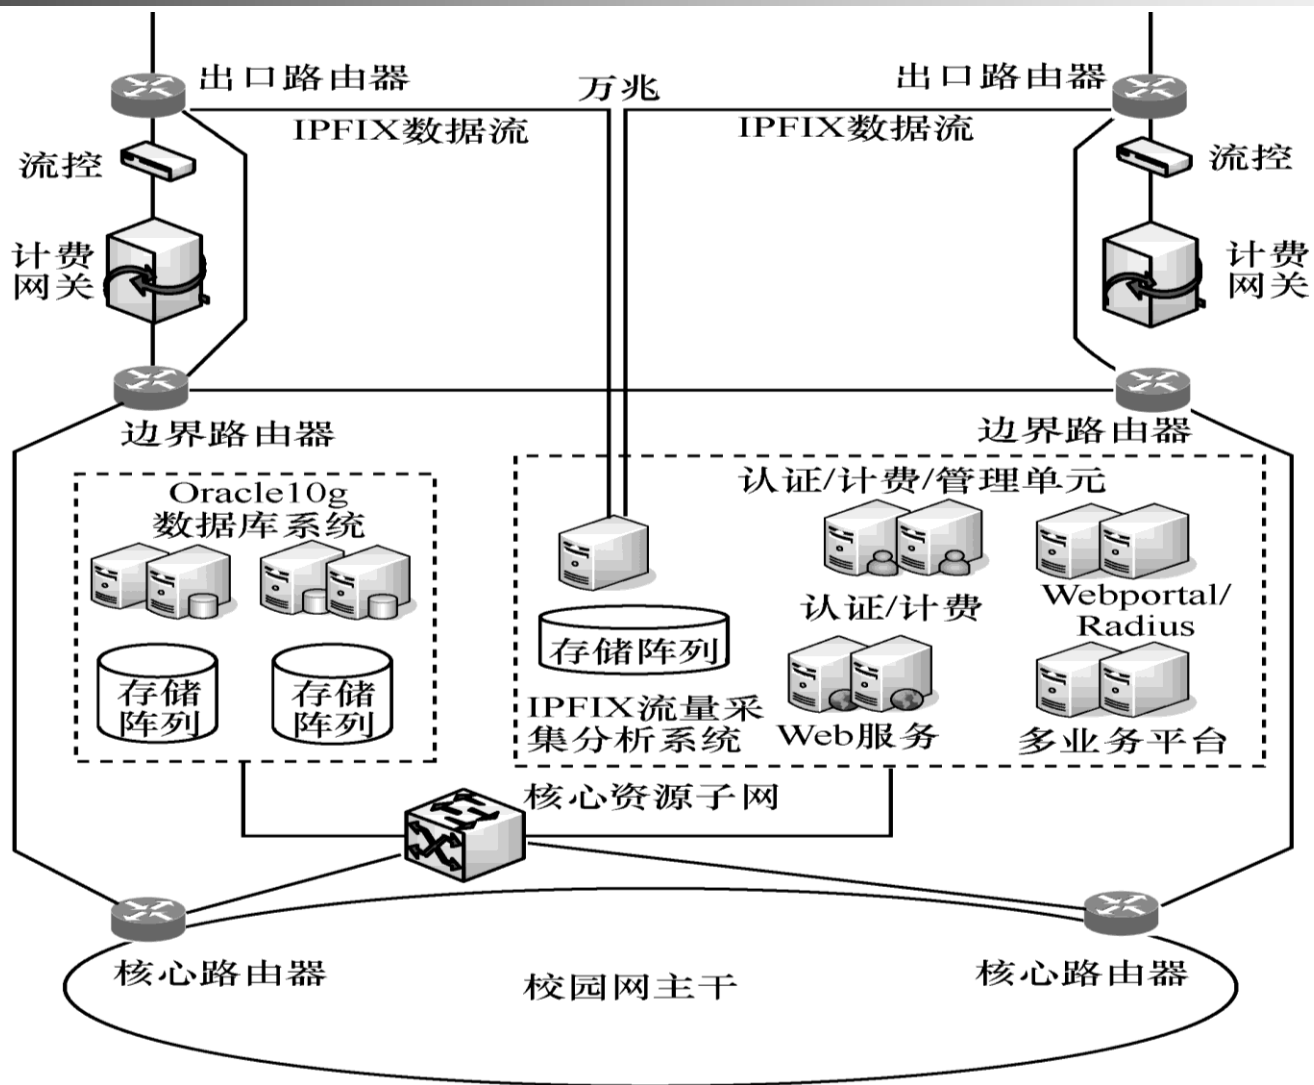 出口路由器
万兆
出口路由器
IPFIX数据流
IPFIX数据流
流控
流控
计费
网关
计费
网关
边界路由器
边界路由器
Oracle10g
数据库系统
认证/计费/管理单元
认证/计费
Webportal/
Radius
存储阵列
存储
阵列
存储
阵列
IPFIX流量采
集分析系统
Web服务
多业务平台
核心资源子网
核心路由器
校园网主干
核心路由器